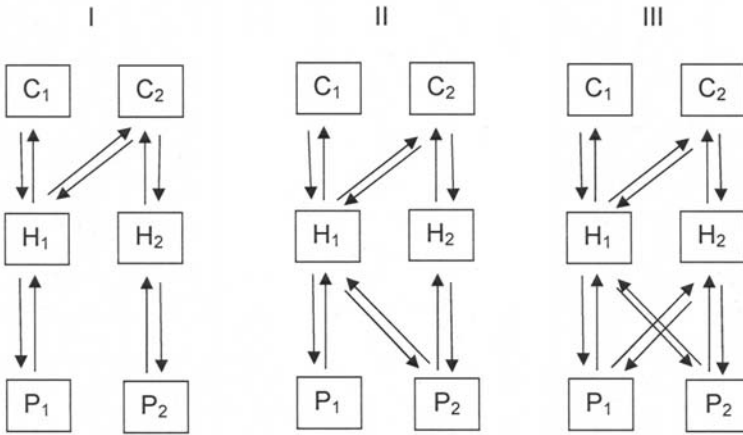 I II III
C₁ C₂ C₁ C₂ C₁ C₂
H₁ H₂ H₁ H₂ H₁ H₂
P₁ P₂ P₁ P₂ P₁ P₂